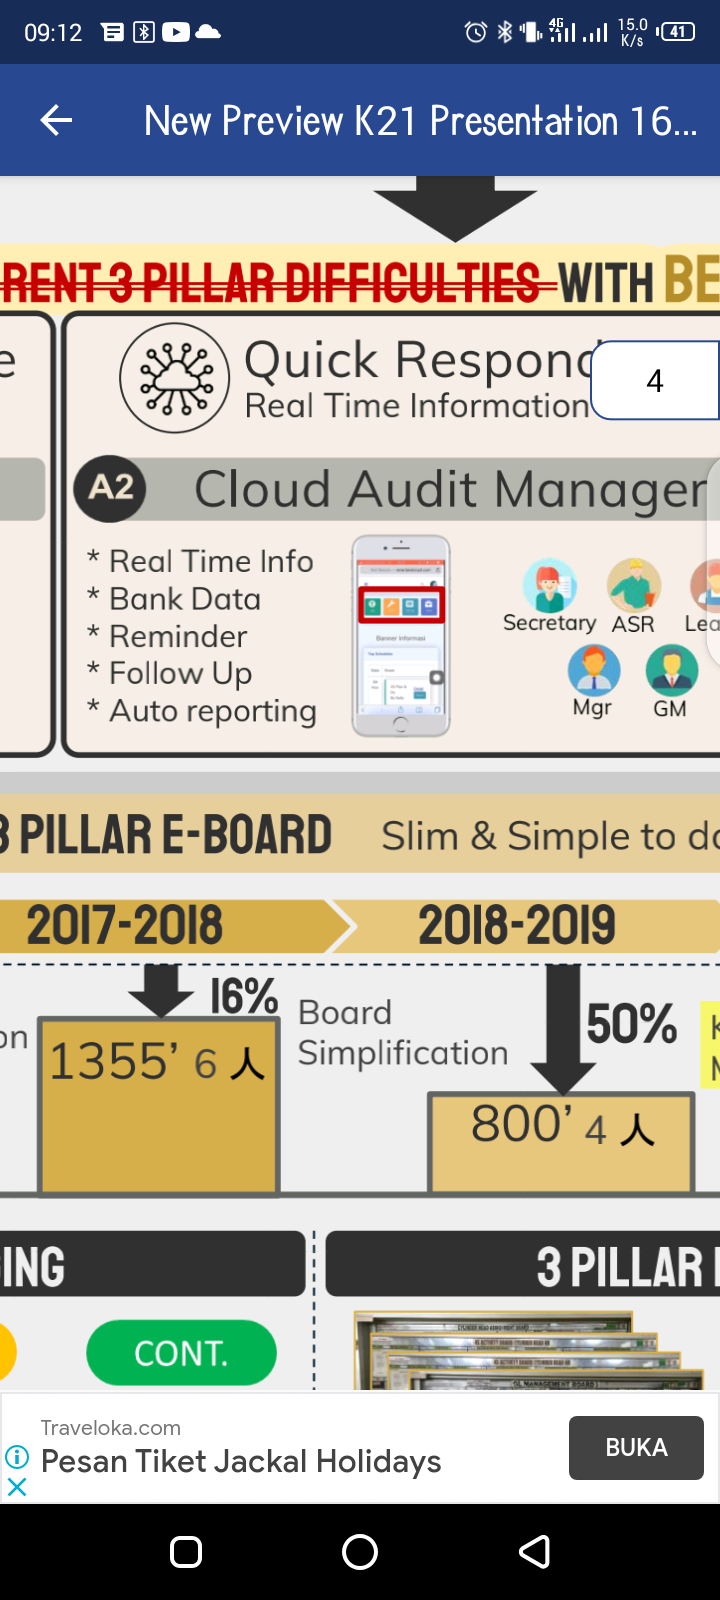 09:12
4G
15.0
K/s
41
New Preview K21 Presentation 16...
RENT 3 PILLAR DIFFICULTIES WITH BE
e
Quick Respond
4
Real Time Information
A2 Cloud Audit Manager
* Real Time Info
* Bank Data
* Reminder
* Follow Up
* Auto reporting
Banner Informasi
Secretary ASR Lea
Mgr GM
3 PILLAR E-BOARD Slim & Simple to do
2017-2018 2018-2019
16%
50%
Board
Simplification
on
K
M
1355’ 6 人
800’ 4 人
ING
3 PILLAR
CONT.
Traveloka.com
Pesan Tiket Jackal Holidays
BUKA